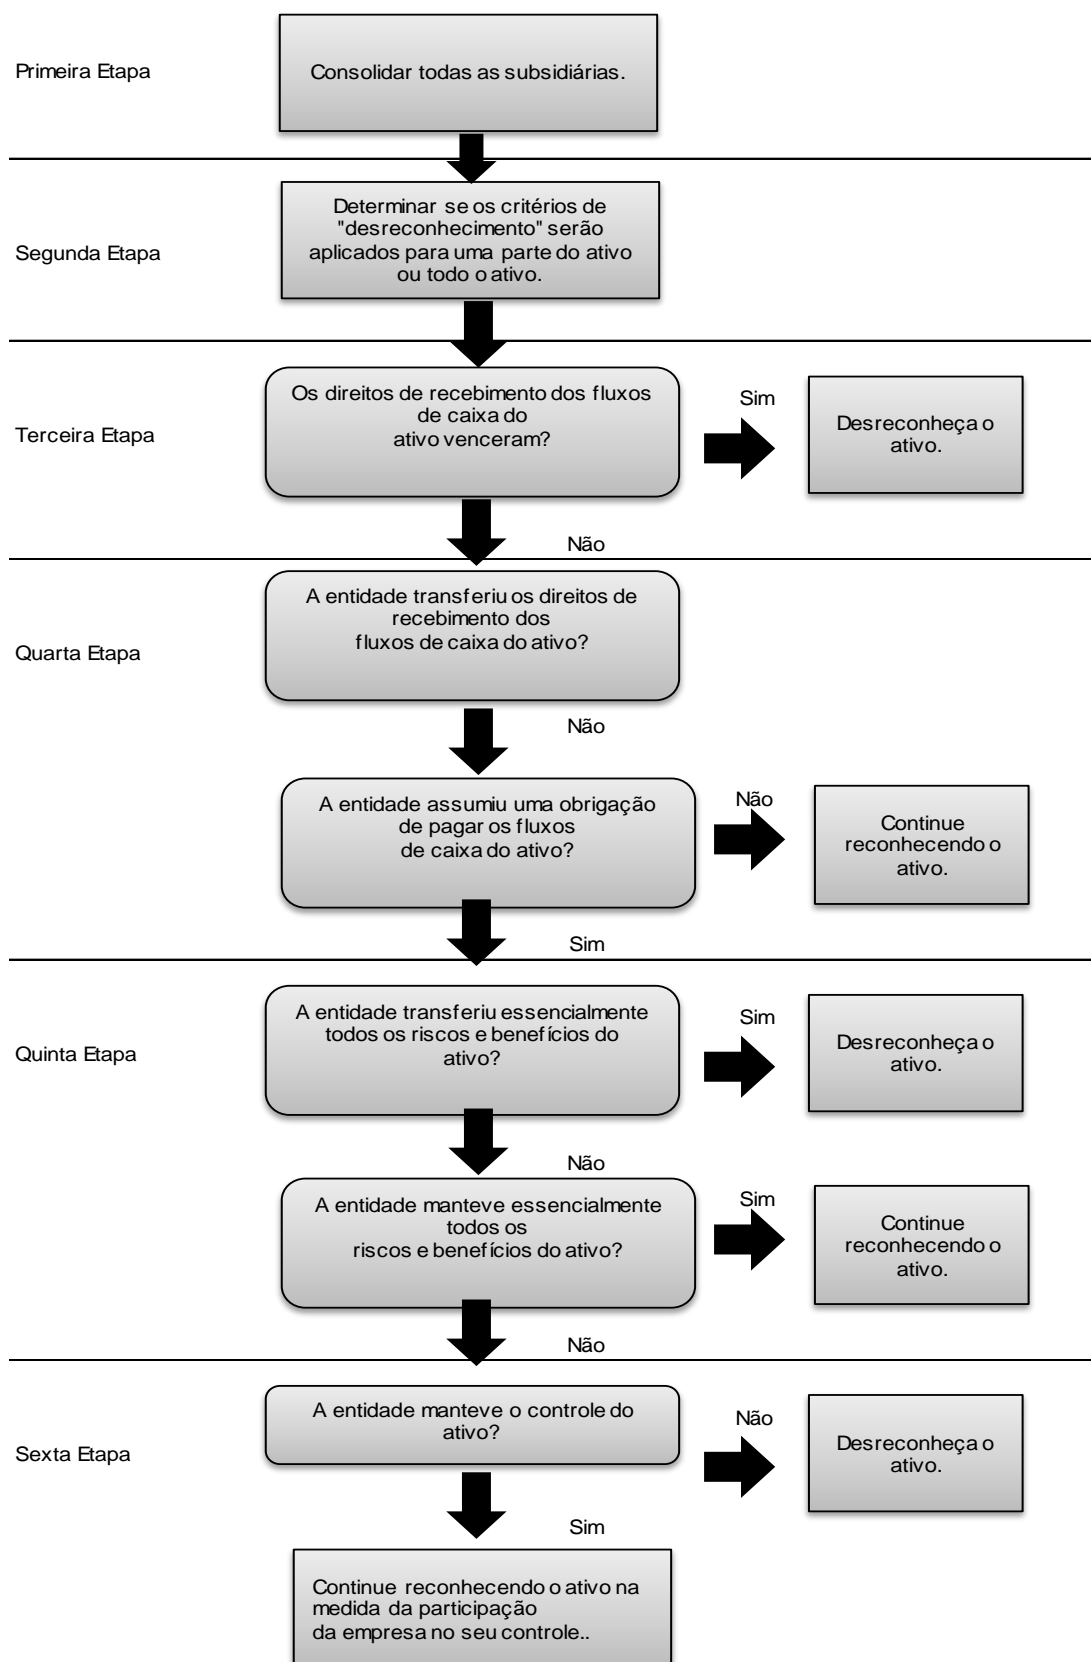 Primeira Etapa
Consolidar todas as subsidiárias.
Segunda Etapa
Determinar se os critérios de
"desreconhecimento" serão
aplicados para uma parte do ativo
ou todo o ativo.
Terceira Etapa
Os direitos de recebimento dos fluxos
de caixa do
ativo venceram?
Sim
Desreconheça o
ativo.
Não
Quarta Etapa
A entidade transferiu os direitos de
recebimento dos
fluxos de caixa do ativo?
Não
A entidade assumiu uma obrigação
de pagar os fluxos
de caixa do ativo?
Não
Continue
reconhecendo o
ativo.
Sim
Quinta Etapa
A entidade transferiu essencialmente
todos os riscos e benefícios do
ativo?
Sim
Desreconheça o
ativo.
Não
A entidade manteve essencialmente
todos os
riscos e benefícios do ativo?
Sim
Continue
reconhecendo o
ativo.
Não
Sexta Etapa
A entidade manteve o controle do
ativo?
Não
Desreconheça o
ativo.
Sim
Continue reconhecendo o ativo na
medida da participação
da empresa no seu controle..